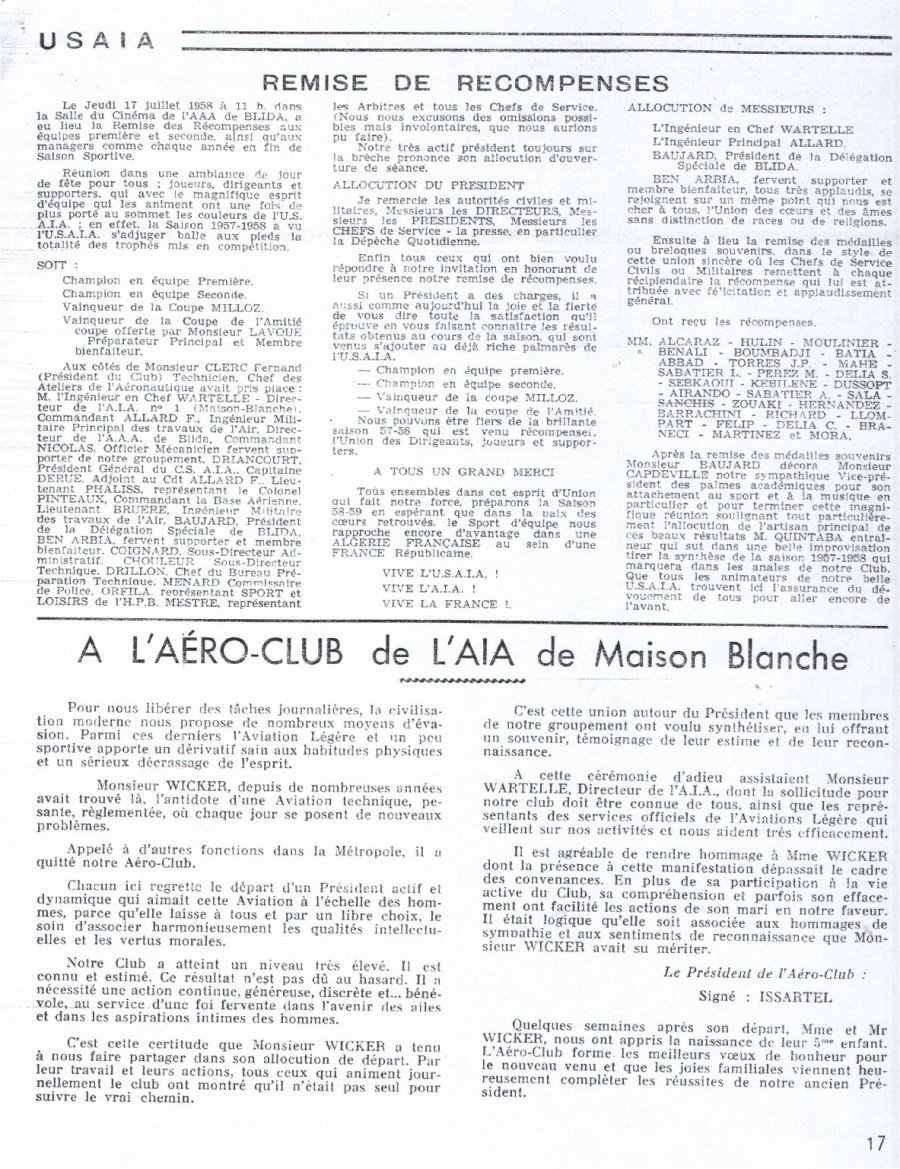 USAIA
REMISE DE RECOMPENSES
Le Jeudi 17 juillet 1958 à 11 h. dans
la Salle du Cinéma de l'AAA de BLIDA, a
eu lieu la Remise des Récompenses aux
équipes première et seconde, ainsi qu'aux
managers comme chaque année en fin de
Saison Sportive.
Réunion dans une ambiance de jour
de fête pour tous ; joueurs, dirigeants et
supporters, qui avec le magnifique esprit
d'équipe qui les animent ont une fois de
plus porté au sommet les couleurs de l'U.S.
A.I.A. ; en effet, la Saison 1957-1958 a vu
l'U.S.A.I.A. s'adjuger balle aux pieds la
totalité des trophés mis en compétition.
SOIT :
Champion en équipe Première.
Champion en équipe Seconde.
Vainqueur de la Coupe MILLOZ.
Vainqueur de la Coupe de l'Amitié
coupe offerte par Monsieur LAVOUE
Préparateur Principal et Membre
bienfaiteur.
Aux côtés de Monsieur CLERC Fernand
(Président du Club) Technicien, Chef des
Ateliers de l'Aéronautique avait pris place :
M. l'Ingénieur en Chef WARTELLE - Direc-
teur de l'A.I.A. nº 1 (Maison-Blanche).
Commandant ALLARD F., Ingénieur Mili-
taire Principal des travaux de l'Air, Direc-
teur de l'A.A.A. de Blida, Commandant
NICOLAS, Officier Mécanicien fervent sup-
porter de notre groupement, DRIANCOURT,
Président Général du C.S. A.I.A., Capitaine
DERUE, Adjoint au Cdt ALLARD F., Lieu-
tenant PHALISS, représentant le Colonel
PINTEAUX, Commandant la Base Aérienne,
Lieutenant BRUERE, Ingénieur Militaire
des travaux de l'Air, BAUJARD, Président
de la Délégation Spéciale de BLIDA,
BEN ARBIA, fervent supporter et membre
bienfaiteur. COIGNARD, Sous-Directeur Ad-
ministratif. CHOULEUR Sous-Directeur
Technique, DRILLON, Chef du Bureau Pré-
paration Technique, MENARD Commissaire
de Police, ORFILA, représentant SPORT et
LOISIRS de l'H.P.B. MESTRE, représentant
les Arbitres et tous les Chefs de Service.
(Nous nous excusons des omissions possi-
bles mais involontaires, que nous aurions
pu faire).
Notre très actif président toujours sur
la brèche prononce son allocution d'ouver-
ture de séance.
ALLOCUTION DU PRESIDENT
Je remercie les autorités civiles et mi-
litaires, Messieurs les DIRECTEURS, Mes-
sieurs les PRESIDENTS, Messieurs les
CHEFS de Service - la presse, en particulier
la Dépèche Quotidienne.
Enfin tous ceux qui ont bien voulu
répondre à notre invitation en honorant de
leur présence notre remise de récompenses.
Si un Président a des charges, il a
aussi comme aujourd'hui la joie et la fierté
de vous dire toute la satisfaction qu'il
éprouve en vous faisant connaître les résul-
tats obtenus au cours de la saison, qui sont
venus s'ajouter au déjà riche palmarès de
l'U.S.A.I.A.
— Champion en équipe première.
— Champion en équipe seconde.
— Vainqueur de la coupe MILLOZ.
— Vainqueur de la coupe de l'Amitié.
Nous pouvons être fiers de la brillante
saison 57-58 qui est venu récompenser,
l'Union des Dirigeants, joueurs et suppor-
ters.
A TOUS UN GRAND MERCI
Toùs ensembles dans cet esprit d'Union
qui fait notre force, préparons la Saison
58-59 en espérant que dans la paix des
cœurs retrouvés, le Sport d'équipe nous
rapproche encore d'avantage dans une
ALGERIE FRANÇAISE au sein d'une
FRANCE Républicaine.
VIVE L'U.S.A.I.A. !
VIVE L'A.I.A. !
VIVE LA FRANCE !.
ALLOCUTION de MESSIEURS :
L'Ingénieur en Chef WARTELLE
L'Ingénieur Principal ALLARD.
BAUJARD, Président de la Délégation
Spéciale de BLIDA.
BEN ARBIA, fervent supporter et
membre bienfaiteur, tous très applaudis, se
rejoignent sur un même point qui nous est
cher à tous, l'Union des cœurs et des âmes
sans distinction de races ou de religions.
Ensuite à lieu la remise des médailles
ou breloques souvenirs, dans le style de
cette union sincère où les Chefs de Service
Civils ou Militaires remettent à chaque
réciplendaire la récompense qui lui est at-
tribuée avec félicitation et applaudissement
général.
Ont reçu les récompenses.
MM. ALCARAZ - HULIN - MOULINIER -
BENALI - BOUMBADJI - BATIA -
ABBAD - TORRES J.P. - MAHE -
SABATIER L. - PEREZ M. - DELIA S.
- SEBKAOUI - KEBILENE - DUSSOPT
- AIRANDO - SABATIER A. - SALA -
SANCHIS - ZOUAKI - HERNANDEZ -
BARRACHINI - RICHARD - LLOM-
PART - FELIP - DELIA C. - BRA-
NECI - MARTINEZ et MORA.
Après la remise des médailles souvenirs
Monsieur BAUJARD décora Monsieur
CAPDEVILLE notre sympathique Vice-pré-
sident des palmes académiques pour son
attachement au sport et à la musique en
particulier et pour terminer cette magni-
fique réunion soulignant tout particulière-
ment l'allocution de l'artisan principal de
ces beaux résultats M. QUINTABA entraî-
neur qui sut dans une belle improvisation
tirer la synthèse de la saison 1957-1958 qui
marquera dans les anales de notre Club.
Que tous les animateurs de notre belle
U.S.A.I.A. trouvent ici l'assurance du dé-
vouement de tous pour aller encore de
l'avant.
A L'AÉRO-CLUB de L'AIA de Maison Blanche
Pour nous libérer des tâches journalières, la civilisa-
tion moderne nous propose de nombreux moyens d'éva-
sion. Parmi ces derniers l'Aviation Légère et un peu
sportive apporte un dérivatif sain aux habitudes physiques
et un sérieux décrassage de l'esprit.
Monsieur WICKER, depuis de nombreuses années
avait trouvé là, l'antidote d'une Aviation technique, pe-
sante, règlementée, où chaque jour se posent de nouveaux
problèmes.
Appelé à d'autres fonctions dans la Métropole, il a
quitté notre Aéro-Club.
Chacun ici regrette le départ d'un Président actif et
dynamique qui aimait cette Aviation à l'échelle des hom-
mes, parce qu'elle laisse à tous et par un libre choix, le
soin d'associer harmonieusement les qualités intellectu-
elles et les vertus morales.
Notre Club a atteint un niveau très élevé. Il est
connu et estimé. Ce résultat n'est pas dû au hasard. Il a
nécessité une action continue, généreuse, discrète et... béné-
vole, au service d'une foi fervente dans l'avenir des ailes
et dans les aspirations intimes des hommes.
C'est cette certitude que Monsieur WICKER a tenu
à nous faire partager dans son allocution de départ. Par
leur travail et leurs actions, tous ceux qui animent jour-
nellement le club ont montré qu'il n'était pas seul pour
suivre le vrai chemin.
C'est cette union autour du Président que les membres
de notre groupement ont voulu synthétiser, en lui offrant
un souvenir, témoignage de leur estime et de leur recon-
naissance.
A cette cérémonie d'adieu assistaient Monsieur
WARTELLE, Directeur de l'A.I.A., dont la sollicitude pour
notre club doit être connue de tous, ainsi que les repré-
sentants des services officiels de l'Aviations Légère qui
veillent sur nos activités et nous aident très efficacement.
Il est agréable de rendre hommage à Mme WICKER
dont la présence à cette manifestation dépassait le cadre
des convenances. En plus de sa participation à la vie
active du Club, sa compréhension et parfois son efface-
ment ont facilité les actions de son mari en notre faveur.
Il était logique qu'elle soit associée aux hommages de
sympathie et aux sentiments de reconnaissance que Mon-
sieur WICKER avait su mériter.
Le Président de l'Aéro-Club :
Signé : ISSARTEL
Quelques semaines après son départ, Mme et Mr
WICKER, nous ont appris la naissance de leur 5me enfant.
L'Aéro-Club forme les meilleurs vœux de bonheur pour
le nouveau venu et que les joies familiales viennent heu-
reusement complèter les réussites de notre ancien Pré-
sident.
17